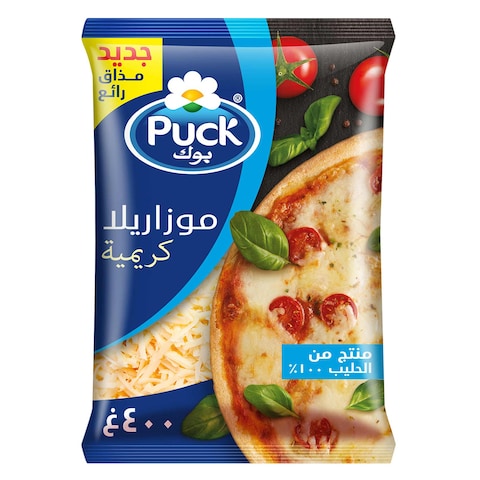 جديد
مذاق
رائع
Puck®
بوك
موزاريلا
كريمية
منتج من
الحليب ١٠٠٪
٤٠٠غ